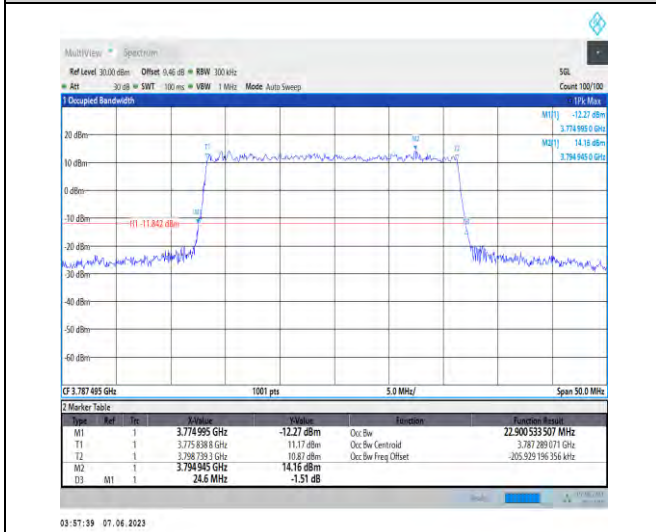 MultiView Spectrum
Ref Level 30.00 dBm Offset 9.46 dB RBW 300 kHz SGL
Att 30 dB SWT 100 ms VBW 1 MHz Mode Auto Sweep Count 100/100
1 Occupied Bandwidth 1Pk Max
M1[1] -12.27 dBm
3.774 995 0 GHz
M2[1] 14.16 dBm
3.794 945 0 GHz
20 dBm
10 dBm
0 dBm
-10 dBm
H1 -11.842 dBm
-20 dBm
-30 dBm
-40 dBm
-50 dBm
-60 dBm
T1
M2
T2
M1
CF 3.787 495 GHz 1001 pts 5.0 MHz/ Span 50.0 MHz
2 Marker Table
Type Ref Trc X-Value Y-Value Function Function Result
M1 1 3.774 995 GHz -12.27 dBm Occ Bw 22.900 533 507 MHz
T1 1 3.775 838 8 GHz 11.17 dBm Occ Bw Centroid 3.787 289 071 GHz
T2 1 3.798 739 3 GHz 10.87 dBm Occ Bw Freq Offset -205.929 196 356 kHz
M2 1 3.794 945 GHz 14.16 dBm
D3 M1 1 24.6 MHz -1.51 dB
03:57:39 07.06.2023